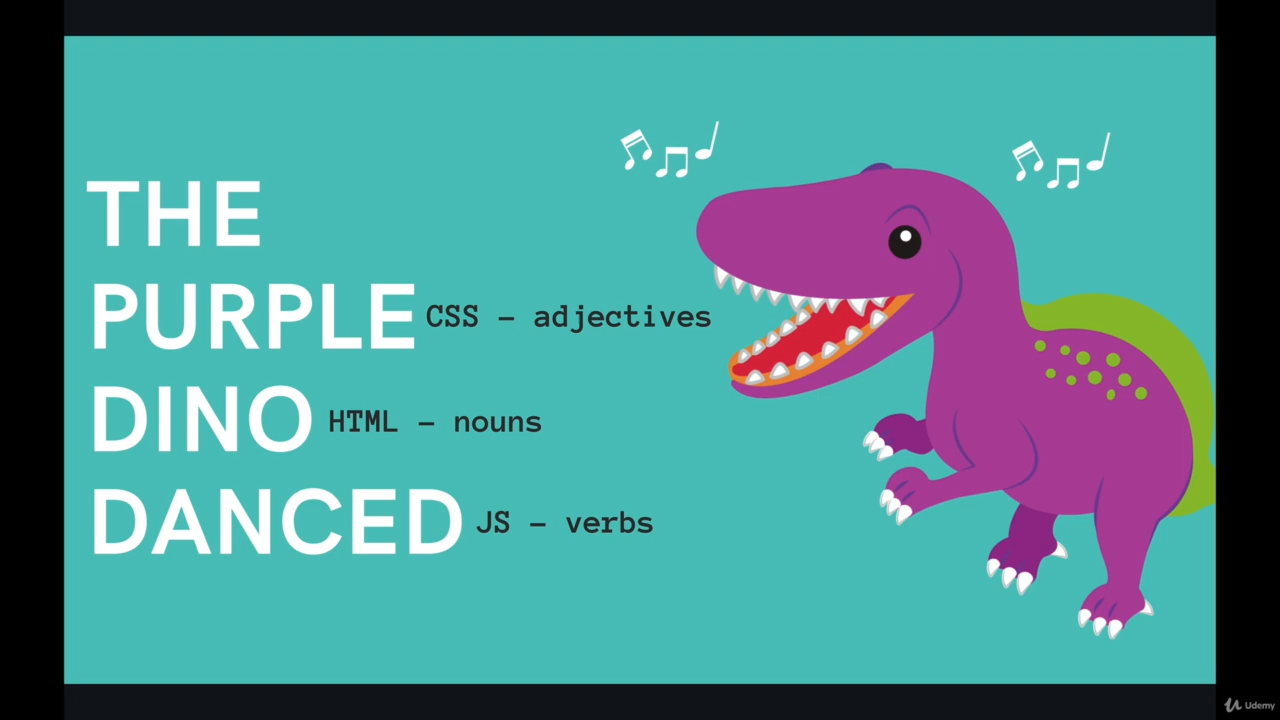 THE
PURPLE CSS – adjectives
DINO HTML – nouns
DANCED JS – verbs
Udemy